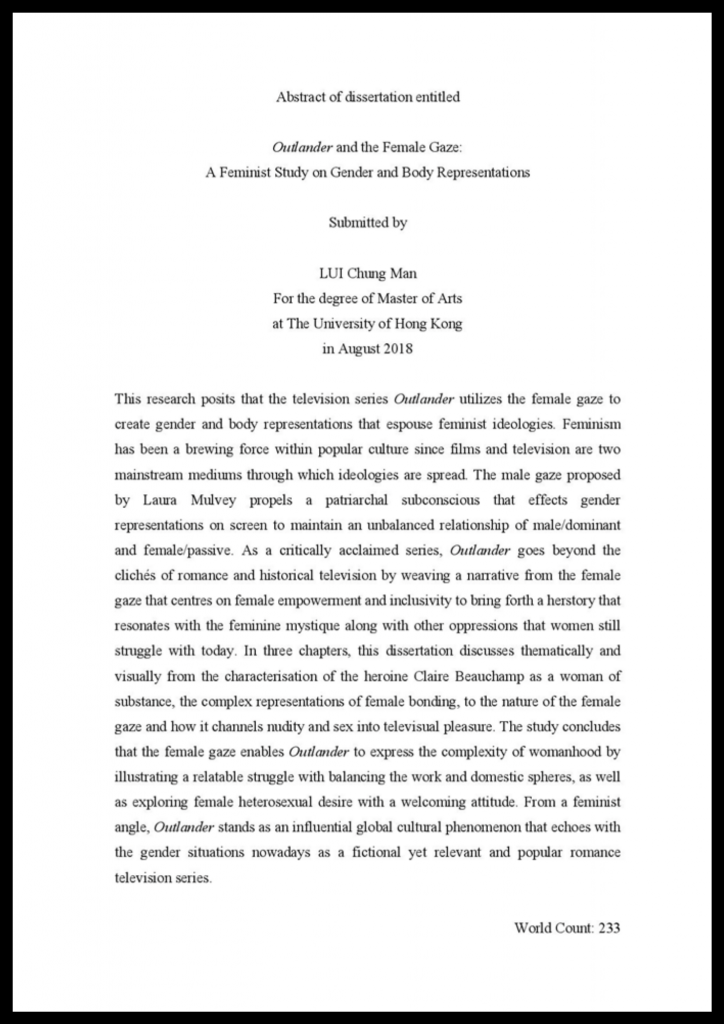 Abstract of dissertation entitled
Outlander and the Female Gaze:
A Feminist Study on Gender and Body Representations
Submitted by
LUI Chung Man
For the degree of Master of Arts
at The University of Hong Kong
in August 2018
This research posits that the television series Outlander utilizes the female gaze to
create gender and body representations that espouse feminist ideologies. Feminism
has been a brewing force within popular culture since films and television are two
mainstream mediums through which ideologies are spread. The male gaze proposed
by Laura Mulvey propels a patriarchal subconscious that effects gender
representations on screen to maintain an unbalanced relationship of male/dominant
and female/passive. As a critically acclaimed series, Outlander goes beyond the
clichés of romance and historical television by weaving a narrative from the female
gaze that centres on female empowerment and inclusivity to bring forth a herstory that
resonates with the feminine mystique along with other oppressions that women still
struggle with today. In three chapters, this dissertation discusses thematically and
visually from the characterisation of the heroine Claire Beauchamp as a woman of
substance, the complex representations of female bonding, to the nature of the female
gaze and how it channels nudity and sex into televisual pleasure. The study concludes
that the female gaze enables Outlander to express the complexity of womanhood by
illustrating a relatable struggle with balancing the work and domestic spheres, as well
as exploring female heterosexual desire with a welcoming attitude. From a feminist
angle, Outlander stands as an influential global cultural phenomenon that echoes with
the gender situations nowadays as a fictional yet relevant and popular romance
television series.
World Count: 233